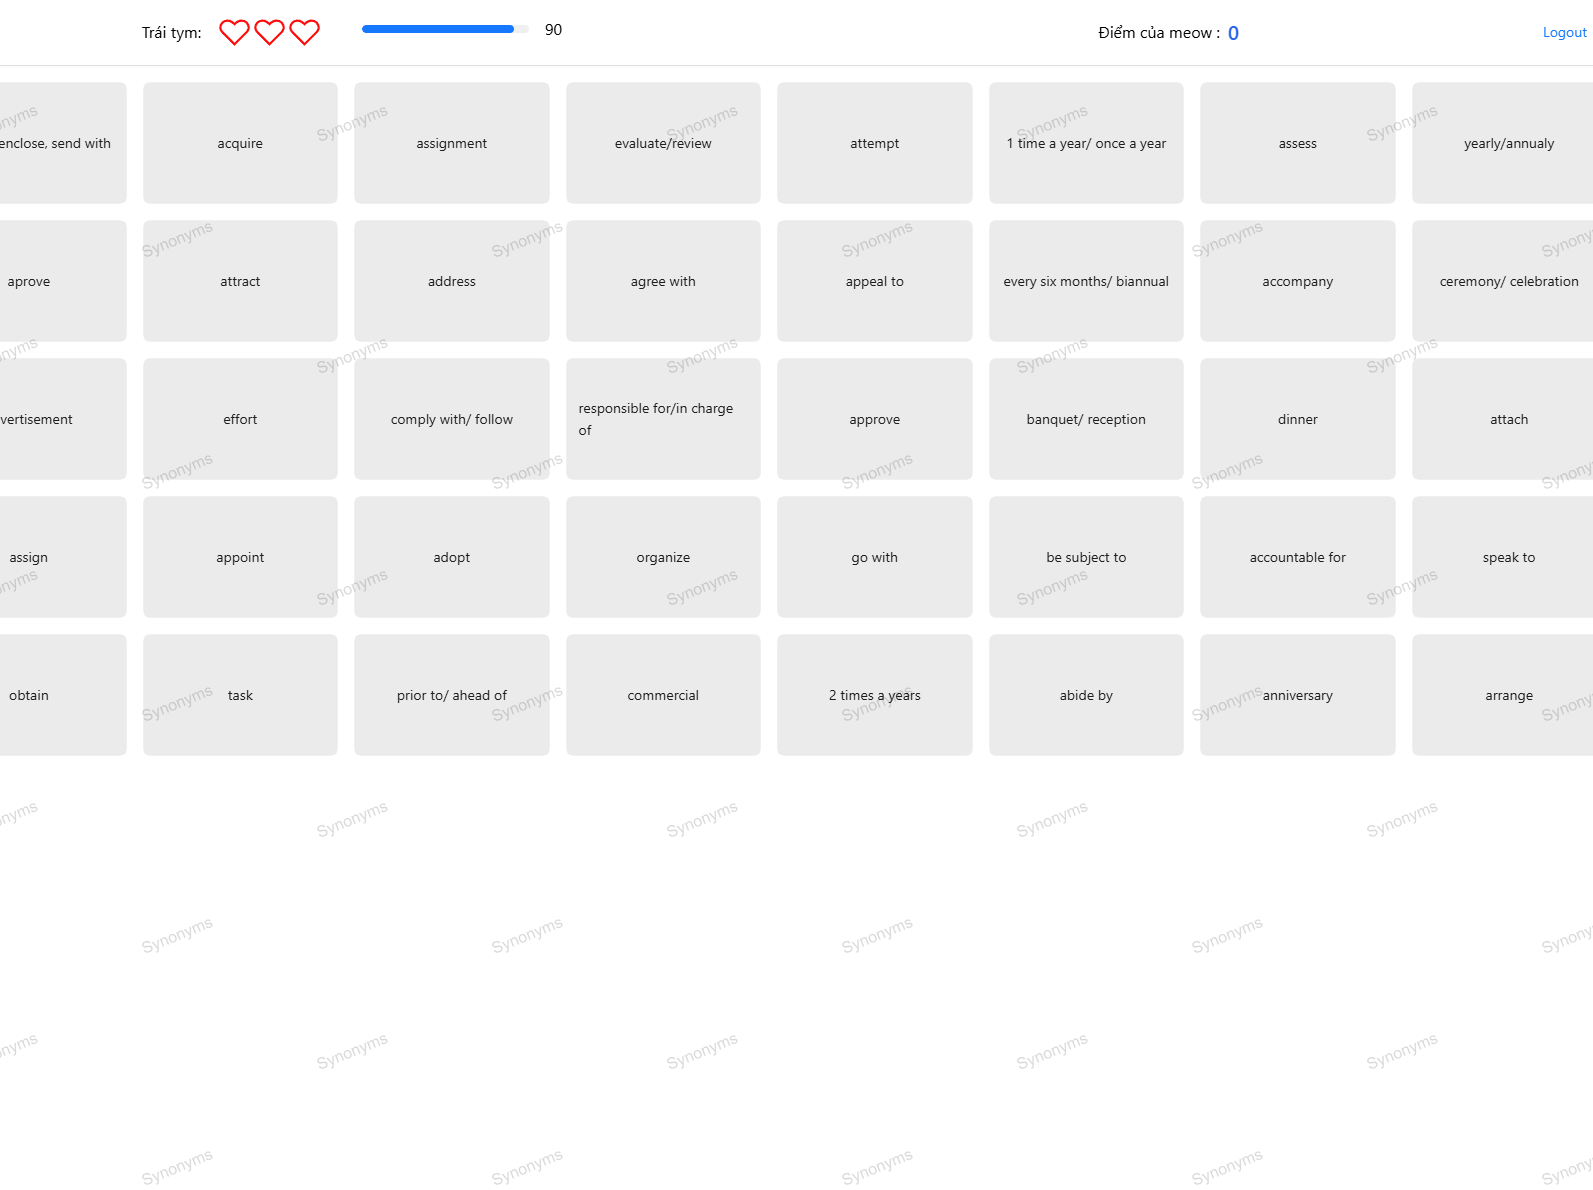 Trái tym:
90
Điểm của meow : 0
Logout
enclose, send with
acquire
assignment
evaluate/review
attempt
1 time a year/ once a year
assess
yearly/annualy
aprove
attract
address
agree with
appeal to
every six months/ biannual
accompany
ceremony/ celebration
vertisement
effort
comply with/ follow
responsible for/in charge
of
approve
banquet/ reception
dinner
attach
assign
appoint
adopt
organize
go with
be subject to
accountable for
speak to
obtain
task
prior to/ ahead of
commercial
2 times a years
abide by
anniversary
arrange
Synonyms